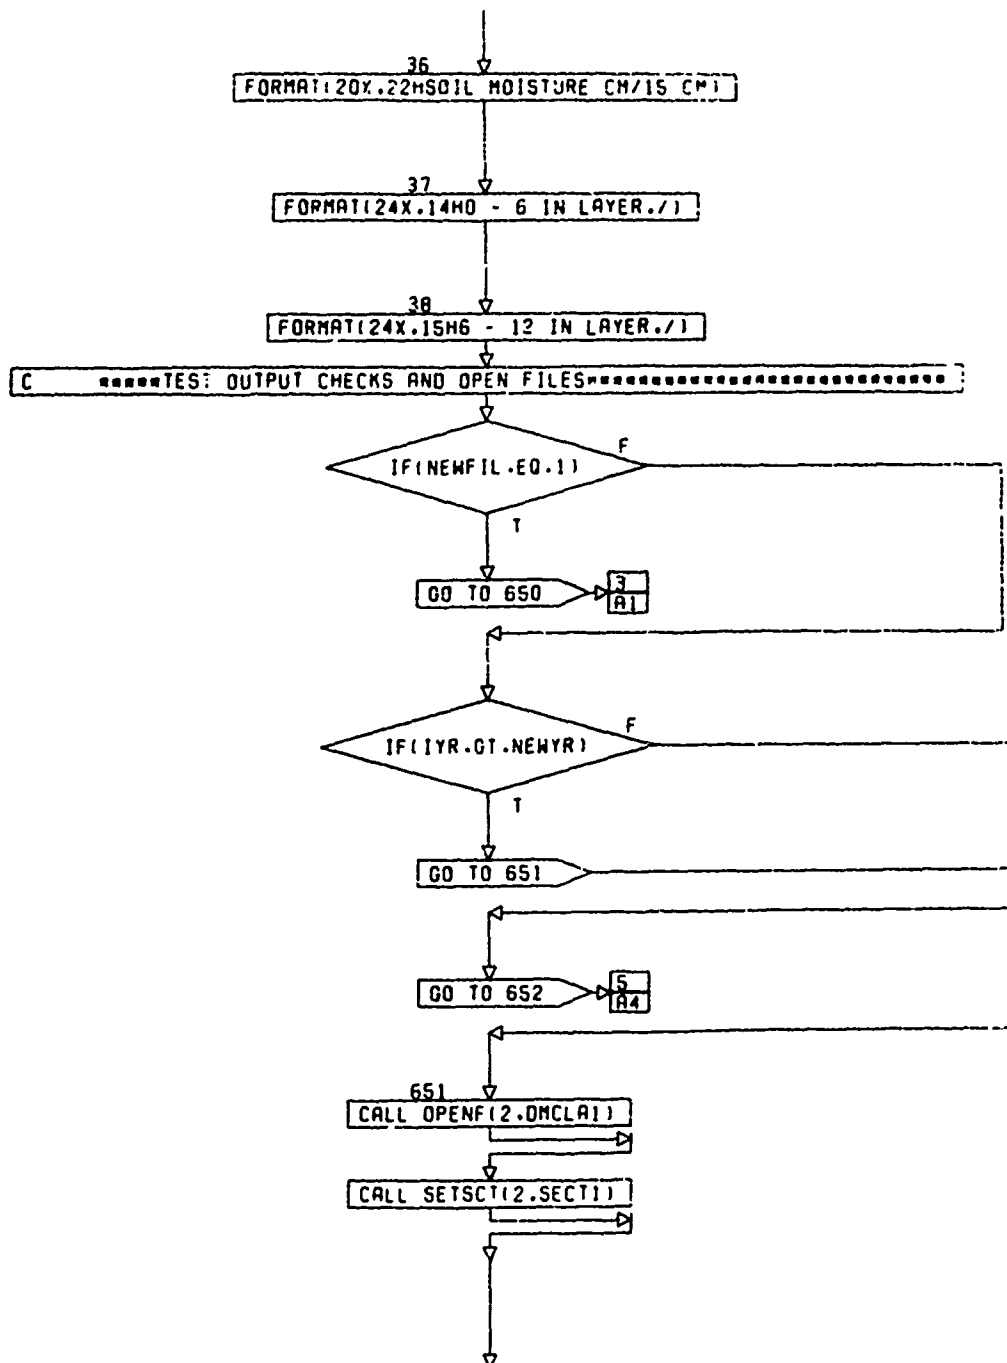 36
FORMAT(20X.22HSOIL MOISTURE CM/15 CM)
37
FORMAT(24X.14H0 - 6 IN LAYER./)
38
FORMAT(24X.15H6 - 12 IN LAYER./)
C *****TEST OUTPUT CHECKS AND OPEN FILES****************************
IF(NEWFIL.EQ.1)
F
T
GO TO 650
3
A1
IF(IYR.GT.NEWYR)
F
T
GO TO 651
GO TO 652
5
A4
651
CALL OPENF(2.DMCLA1)
CALL SETSCT(2.SECT1)